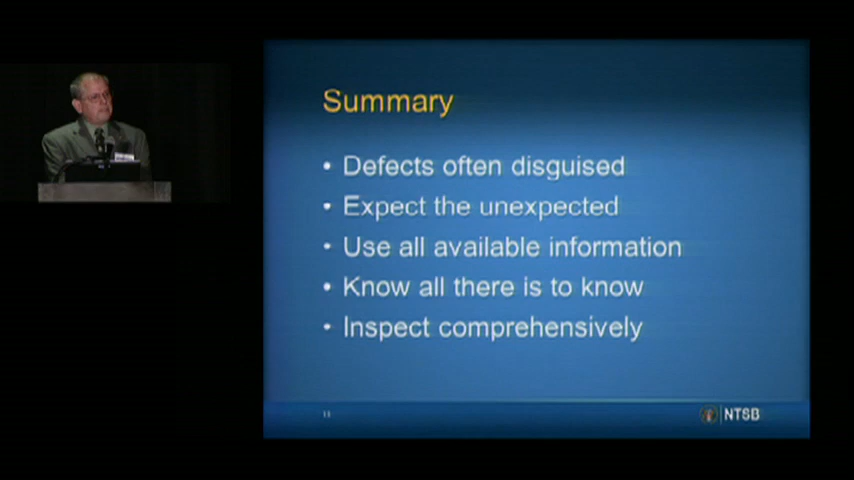 Summary
• Defects often disguised
• Expect the unexpected
• Use all available information
• Know all there is to know
• Inspect comprehensively
NTSB